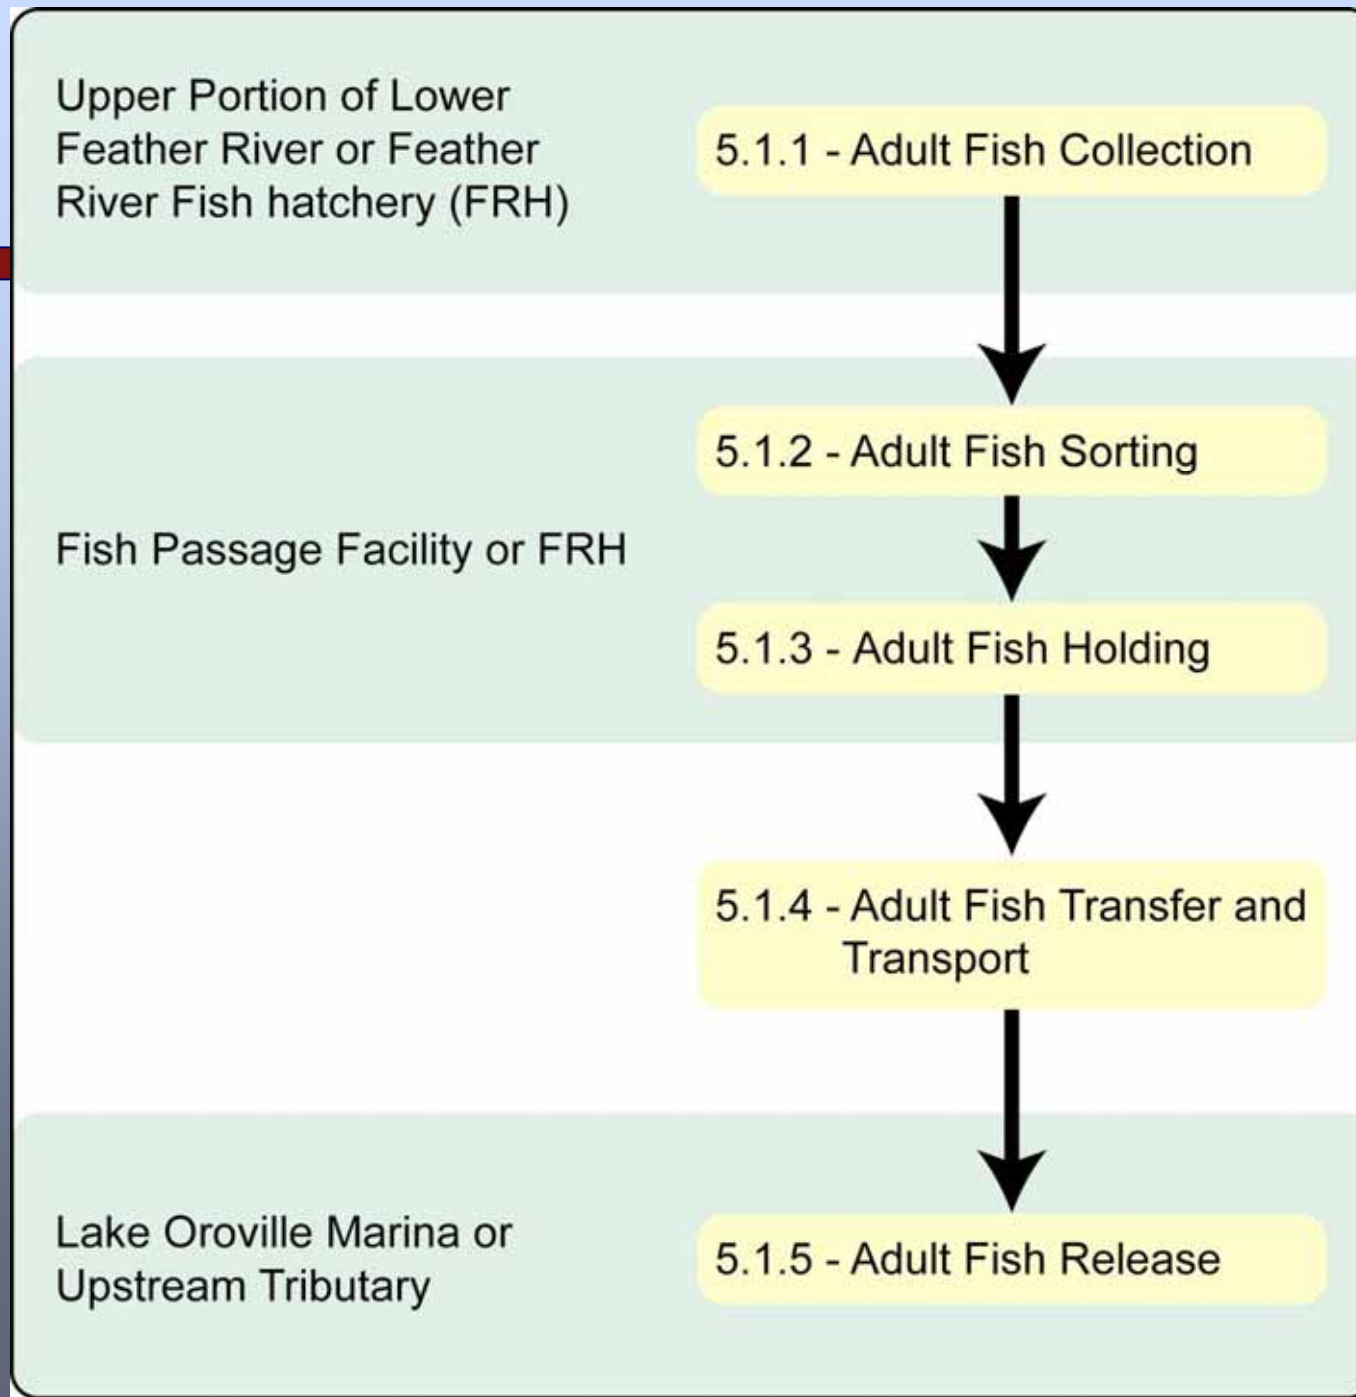 Upper Portion of Lower
Feather River or Feather
River Fish hatchery (FRH)
5.1.1 - Adult Fish Collection
5.1.2 - Adult Fish Sorting
Fish Passage Facility or FRH
5.1.3 - Adult Fish Holding
5.1.4 - Adult Fish Transfer and
Transport
Lake Oroville Marina or
Upstream Tributary
5.1.5 - Adult Fish Release